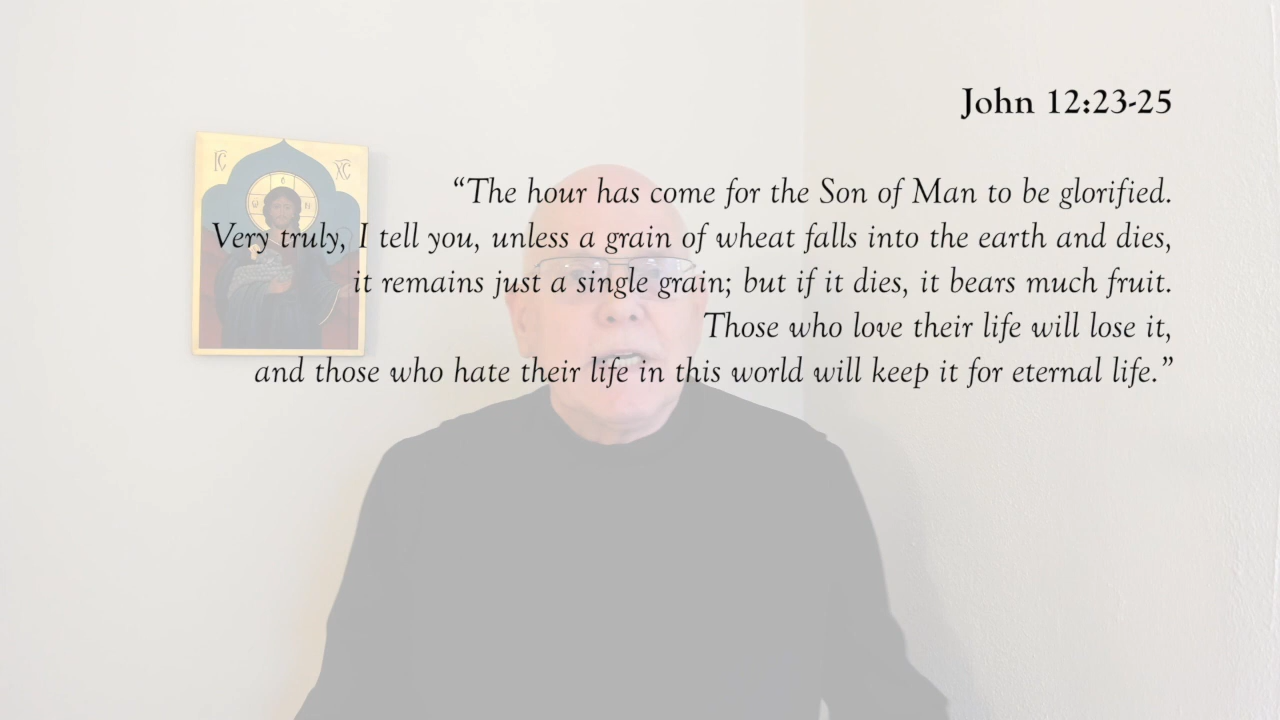 John 12:23-25
“The hour has come for the Son of Man to be glorified.
Very truly, I tell you, unless a grain of wheat falls into the earth and dies,
it remains just a single grain; but if it dies, it bears much fruit.
Those who love their life will lose it,
and those who hate their life in this world will keep it for eternal life.”
IC
XC